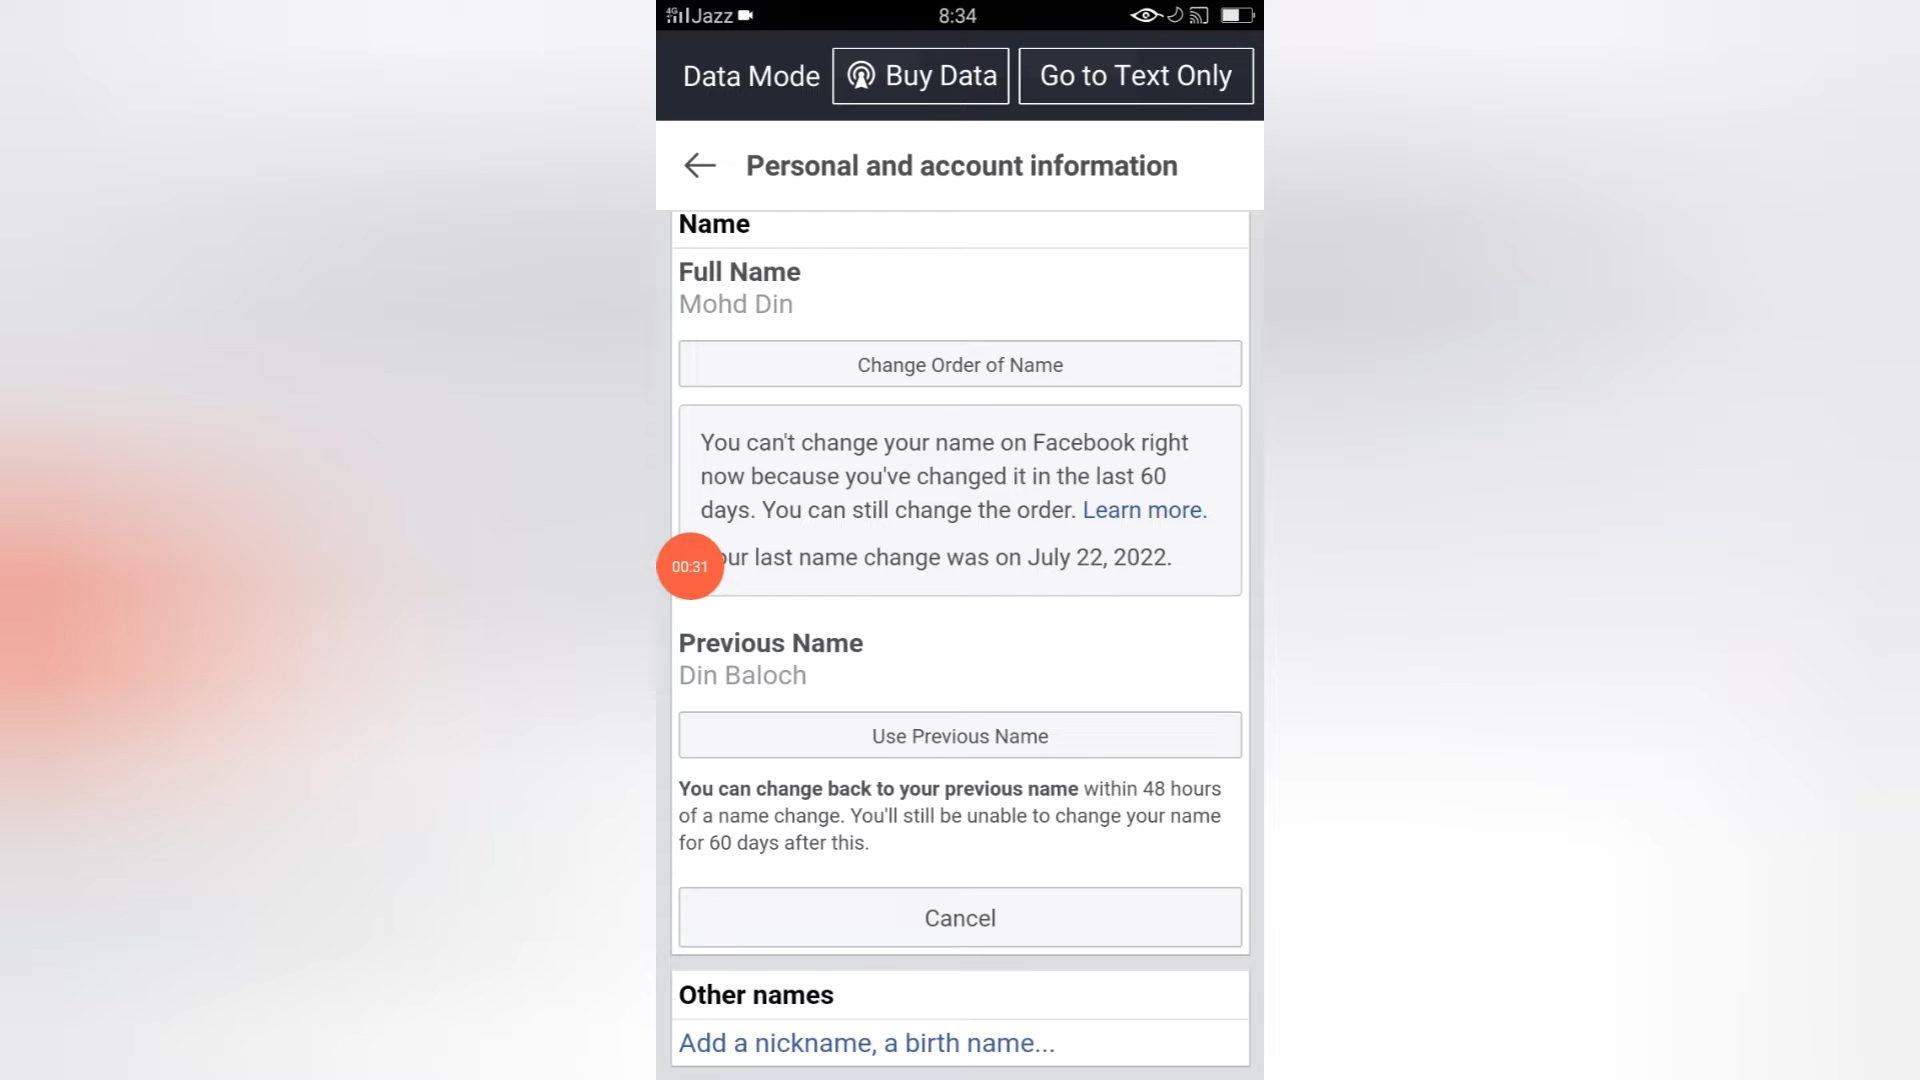 4G Jazz 8:34
Data Mode Buy Data Go to Text Only
Personal and account information
Name
Full Name
Mohd Din
Change Order of Name
You can't change your name on Facebook right
now because you've changed it in the last 60
days. You can still change the order. Learn more.
00:31 our last name change was on July 22, 2022.
Previous Name
Din Baloch
Use Previous Name
You can change back to your previous name within 48 hours
of a name change. You'll still be unable to change your name
for 60 days after this.
Cancel
Other names
Add a nickname, a birth name...